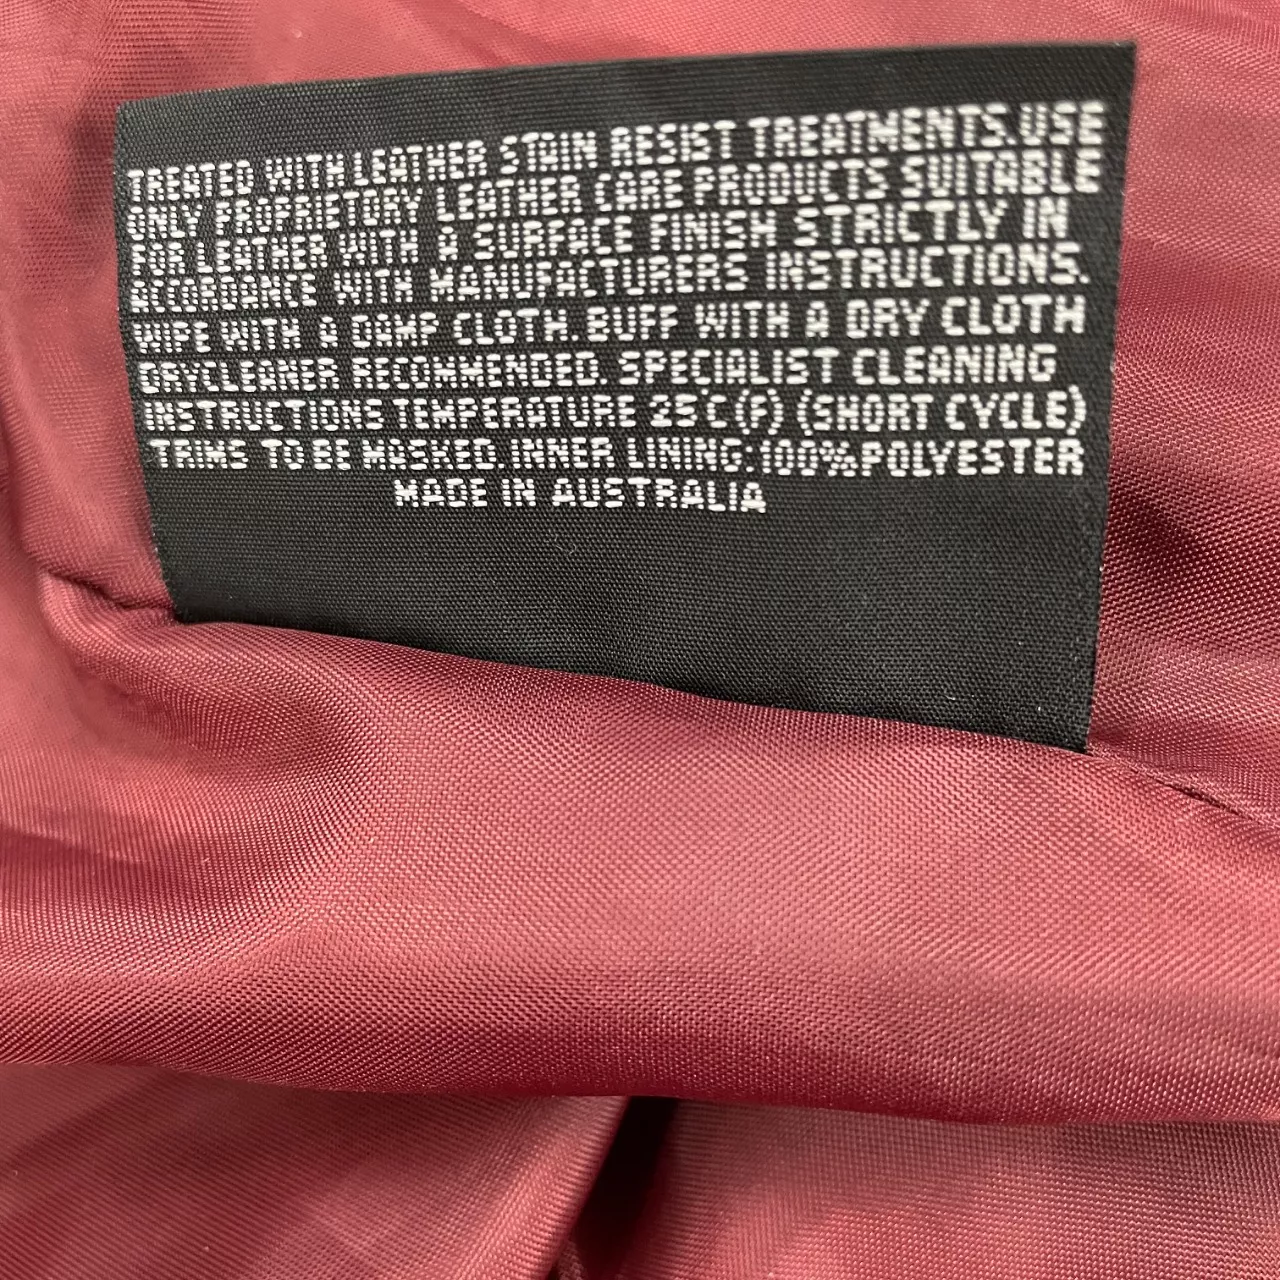 TREATED WITH LEATHER STAIN RESIST TREATMENTS.USE
ONLY PROPRIETORY LEATHER CARE PRODUCTS SUITABLE
FOR LEATHER WITH A SURFACE FINISH STRICTLY IN
ACCORDANCE WITH MANUFACTURERS INSTRUCTIONS.
WIPE WITH A DAMP CLOTH.BUFF WITH A DRY CLOTH
DRYCLEANER RECOMMENDED. SPECIALIST CLEANING
INSTRUCTIONS TEMPERATURE 25°C(F) (SHORT CYCLE)
TRIMS TO BE MASKED. INNER LINING:100%POLYESTER
MADE IN AUSTRALIA